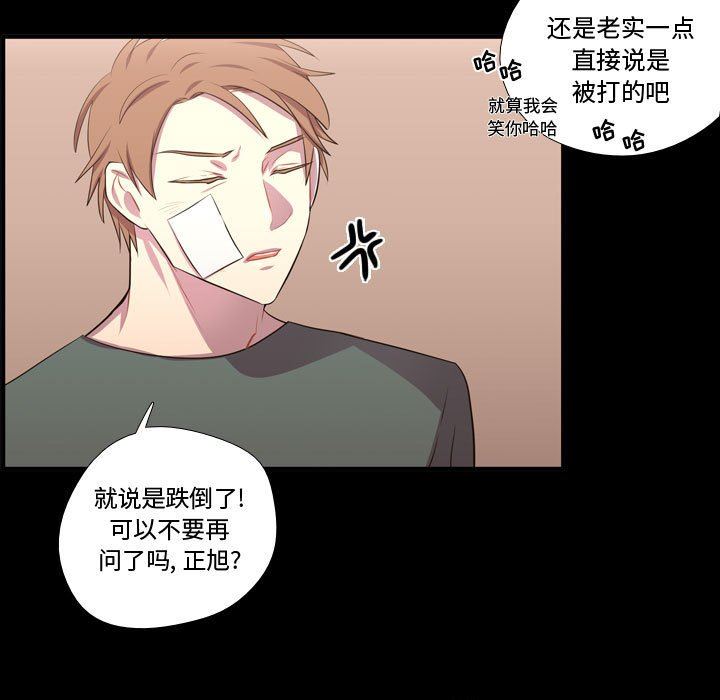 还是老实一点
直接说是
被打的吧
哈哈
就算我会
笑你哈哈
哈哈
就说是跌倒了!
可以不要再
问了吗, 正旭?